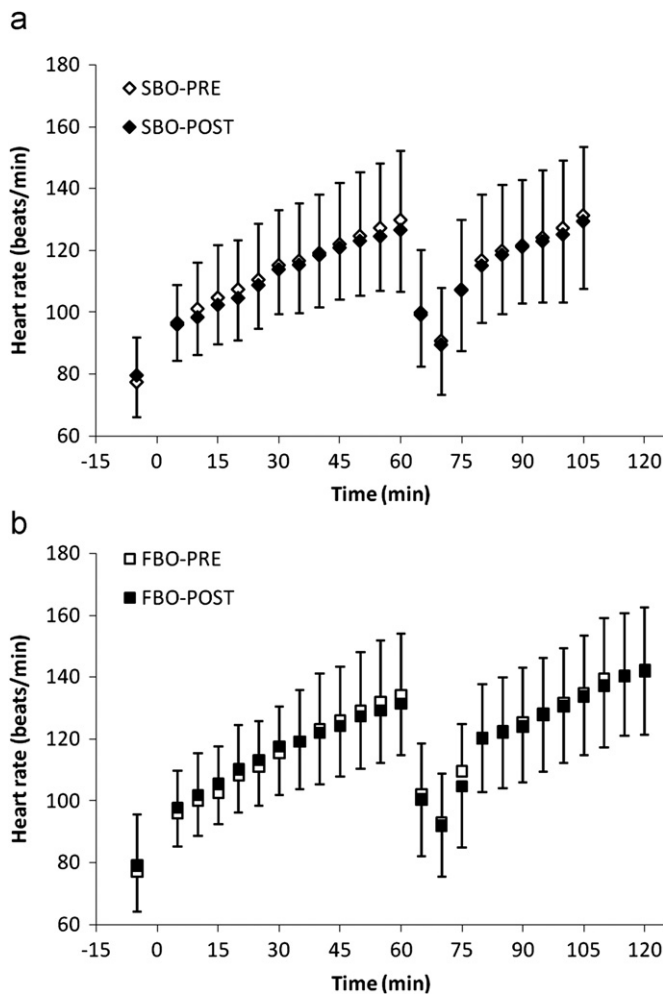 a
180
160
140
120
100
80
60
Heart rate (beats/min)
SBO-PRE
SBO-POST
-15 0 15 30 45 60 75 90 105 120
Time (min)
b
180
160
140
120
100
80
60
Heart rate (beats/min)
FBO-PRE
FBO-POST
-15 0 15 30 45 60 75 90 105 120
Time (min)